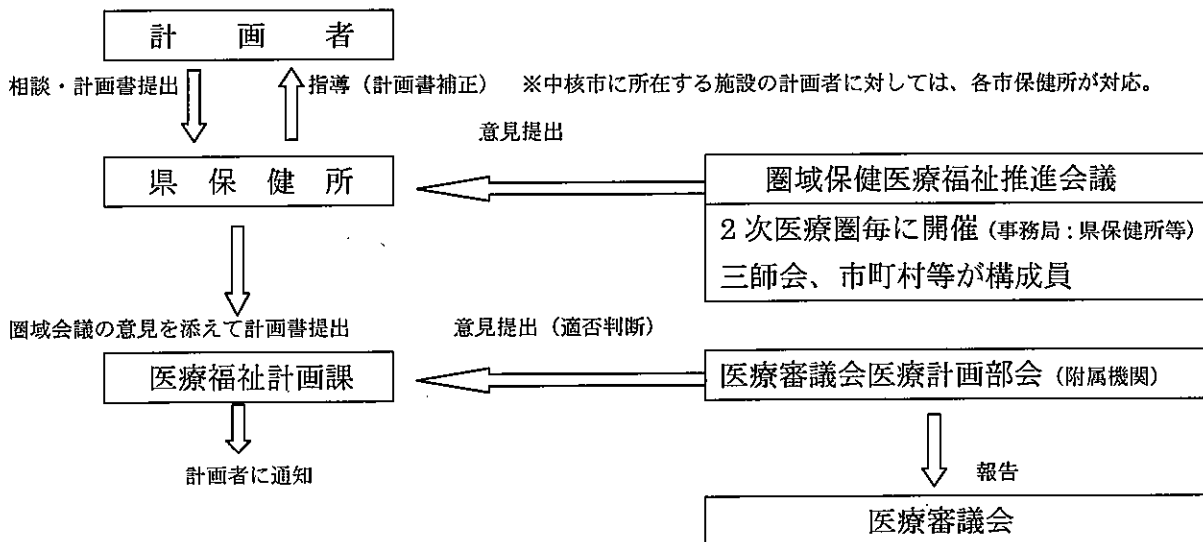 計画者
相談・計画書提出
指導（計画書補正）
※中核市に所在する施設の計画者に対しては、各市保健所が対応。
意見提出
県保健所
圏域保健医療福祉推進会議
2次医療圏毎に開催（事務局：県保健所等）
三師会、市町村等が構成員
圏域会議の意見を添えて計画書提出
意見提出（適否判断）
医療福祉計画課
医療審議会医療計画部会（附属機関）
計画者に通知
報告
医療審議会